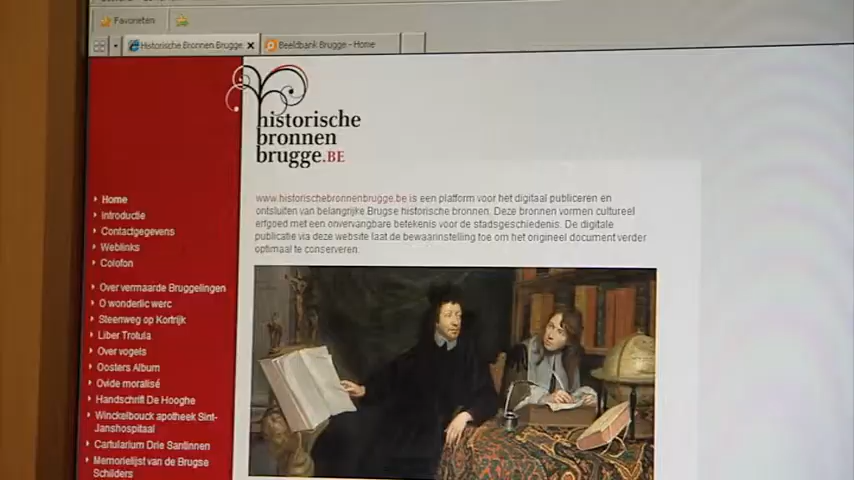 Favorieten
Historische Bronnen Brugge
Beeldbank Brugge - Home
historische
bronnen
brugge.BE
Home
Introductie
Contactgegevens
Weblinks
Colofon
Over vermaarde Bruggelingen
O wonderlic werc
Steenweg op Kortrijk
Liber Trotula
Over vogels
Oosters Album
Ovide moralisé
Handschrift De Hooghe
Winckelbouck apotheek Sint-
Janshospitaal
Cartularium Drie Santinnen
Memorielijst van de Brugse
Schilders
www.historischebronnenbrugge.be is een platform voor het digitaal publiceren en
ontsluiten van belangrijke Brugse historische bronnen. Deze bronnen vormen cultureel
erfgoed met een onvervangbare betekenis voor de stadsgeschiedenis. De digitale
publicatie via deze website laat de bewaarinstelling toe om het origineel document verder
optimaal te conserveren.